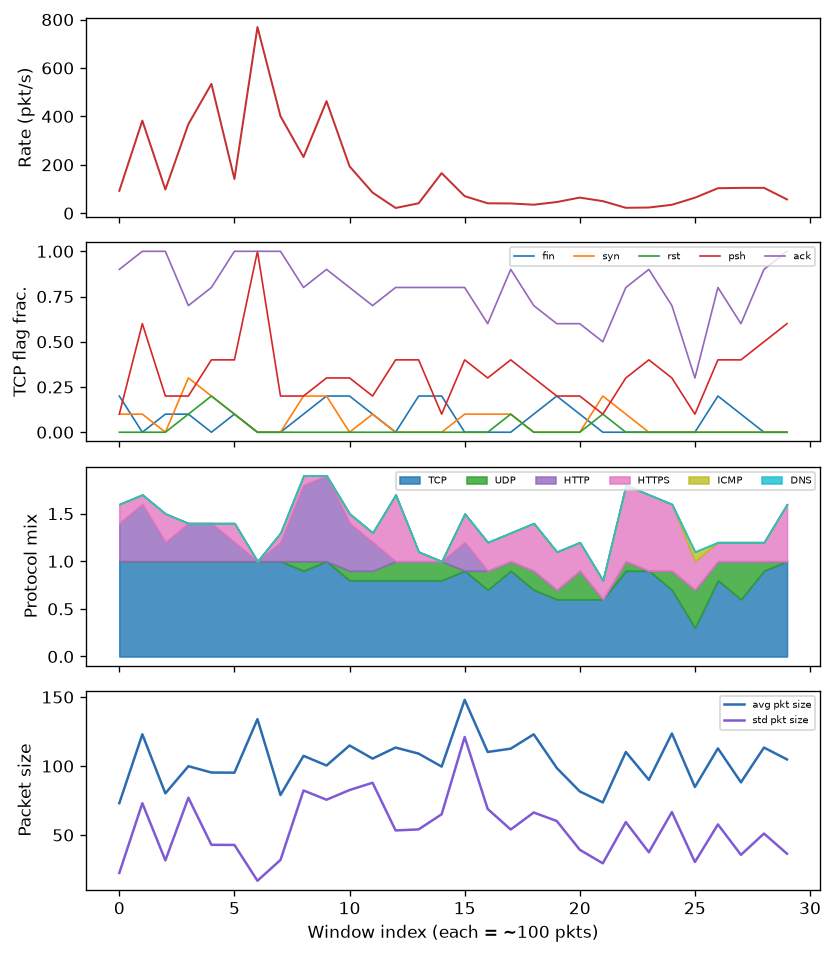 800
600
400
200
0
Rate (pkt/s)
fin syn rst psh ack
1.00
0.75
0.50
0.25
0.00
TCP flag frac.
TCP UDP HTTP HTTPS ICMP DNS
1.5
1.0
0.5
0.0
Protocol mix
avg pkt size
std pkt size
150
100
50
Packet size
0 5 10 15 20 25 30
Window index (each = ~100 pkts)